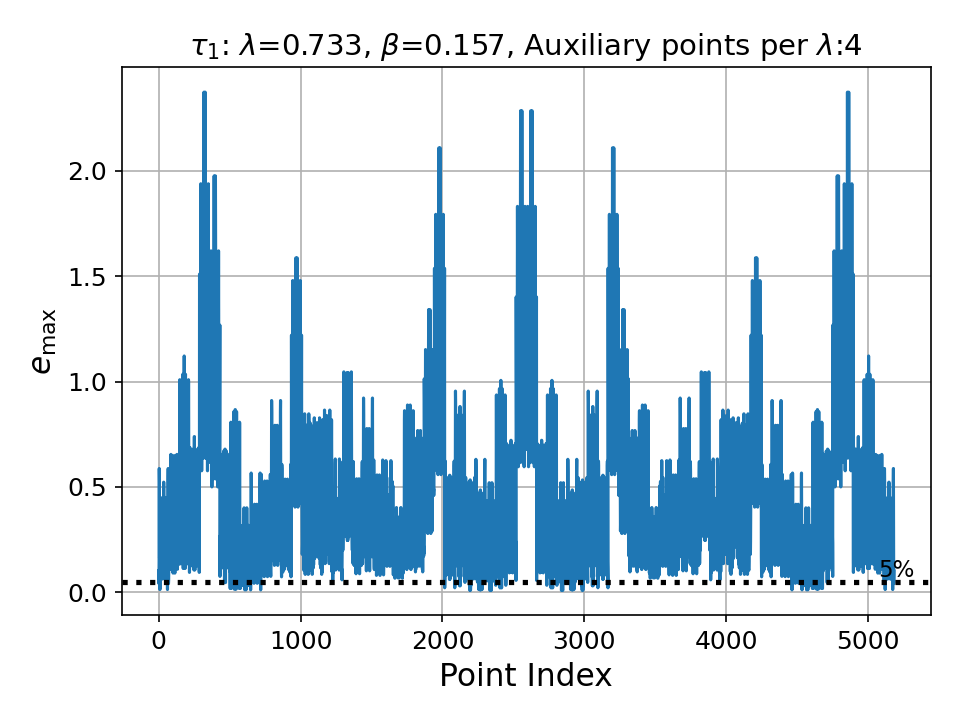 τ₁: λ=0.733, β=0.157, Auxiliary points per λ:4
e_max
2.0
1.5
1.0
0.5
0.0
5%
0 1000 2000 3000 4000 5000
Point Index